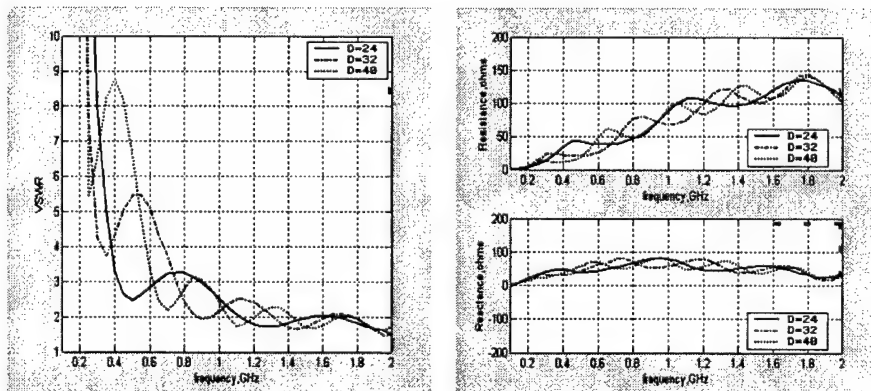 10
9
8
7
6
5
4
3
2
1
VSWR
0.2 0.4 0.6 0.8 1 1.2 1.4 1.6 1.8 2
frequency,GHz
D=24
D=32
D=40
200
150
100
50
0
Resistance,ohms
0.2 0.4 0.6 0.8 1 1.2 1.4 1.6 1.8 2
frequency,GHz
D=24
D=32
D=40
200
100
0
-100
200
Reactance,ohms
0.2 0.4 0.6 0.8 1 1.2 1.4 1.6 1.8 2
frequency,GHz
D=24
D=32
D=40